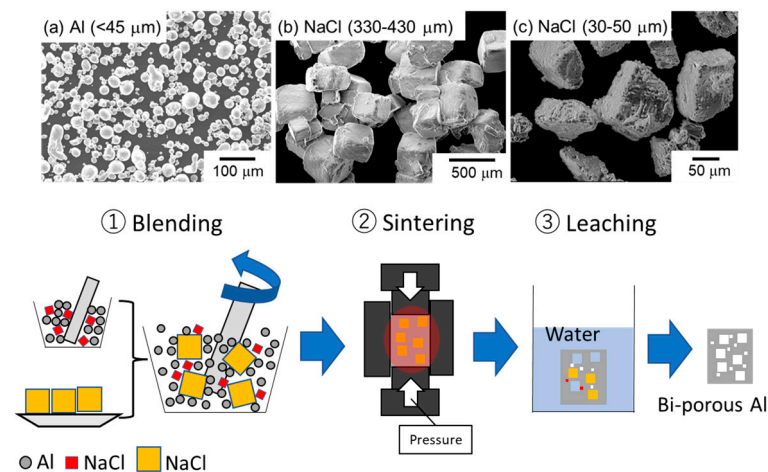 (a) Al (<45 μm)
(b) NaCl (330-430 μm)
(c) NaCl (30-50 μm)
100 μm
500 μm
50 μm
① Blending
② Sintering
③ Leaching
Water
Bi-porous Al
Pressure
Al
NaCl
NaCl